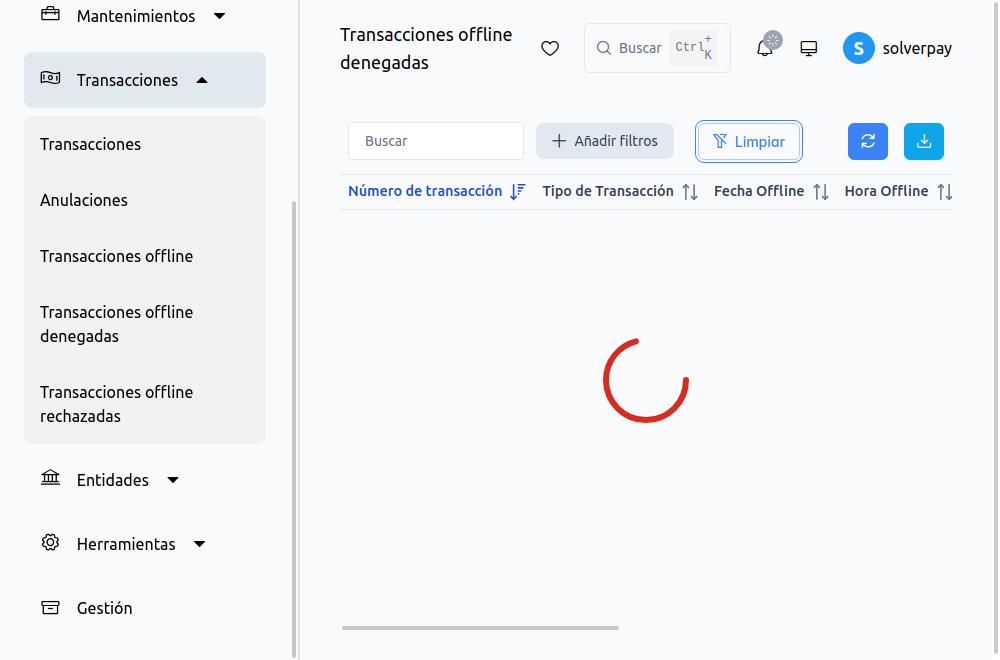 Mantenimientos
Transacciones
Transacciones
Anulaciones
Transacciones offline
Transacciones offline
denegadas
Transacciones offline
rechazadas
Entidades
Herramientas
Gestión
Transacciones offline
denegadas
Buscar
Ctrl+
K
S
solverpay
Buscar
Añadir filtros
Limpiar
Número de transacción
Tipo de Transacción
Fecha Offline
Hora Offline